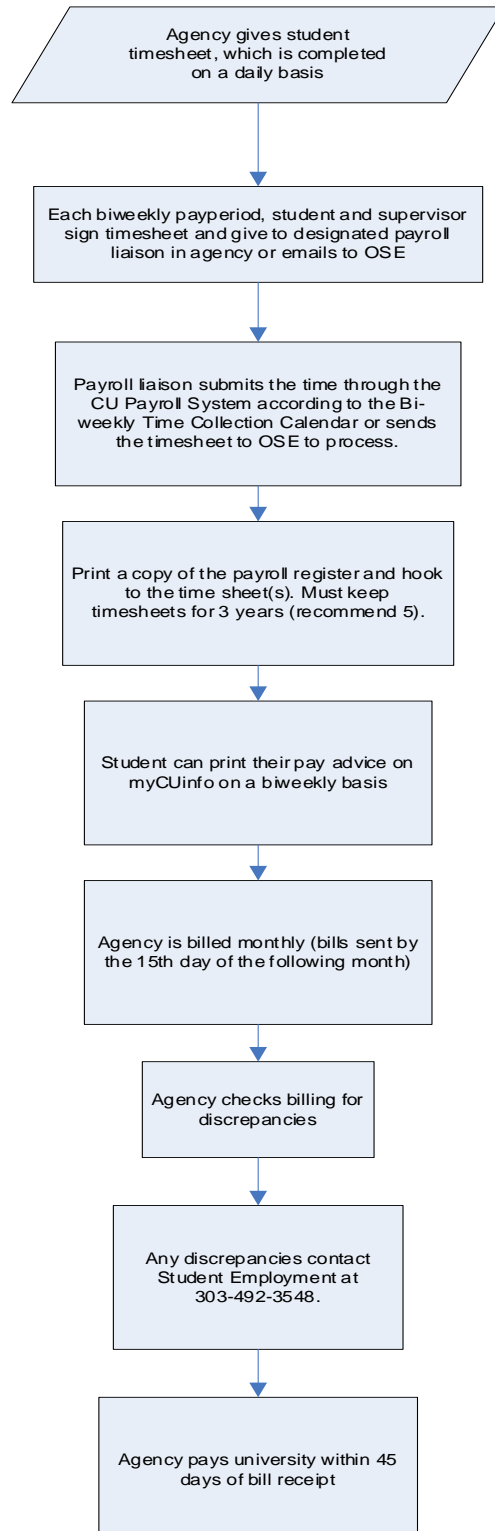 Agency gives student
timesheet, which is completed
on a daily basis
Each biweekly payperiod, student and supervisor
sign timesheet and give to designated payroll
liaison in agency or emails to OSE
Payroll liaison submits the time through the
CU Payroll System according to the Bi-
weekly Time Collection Calendar or sends
the timesheet to OSE to process.
Print a copy of the payroll register and hook
to the time sheet(s). Must keep
timesheets for 3 years (recommend 5).
Student can print their pay advice on
myCUinfo on a biweekly basis
Agency is billed monthly (bills sent by
the 15th day of the following month)
Agency checks billing for
discrepancies
Any discrepancies contact
Student Employment at
303-492-3548.
Agency pays university within 45
days of bill receipt